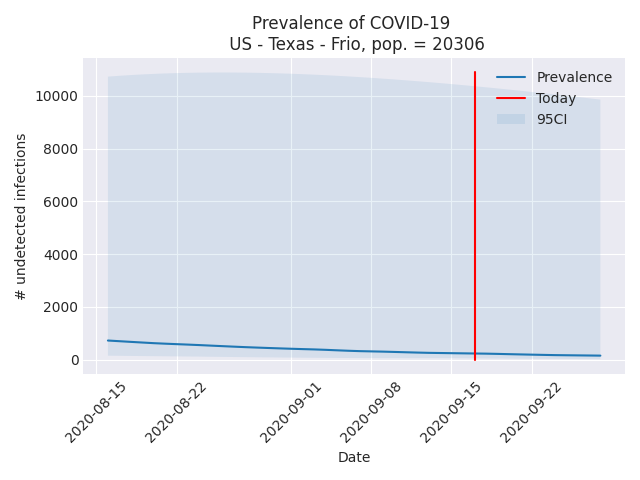 Prevalence of COVID-19
US - Texas - Frio, pop. = 20306
Prevalence
Today
95CI
# undetected infections
10000
8000
6000
4000
2000
0
2020-08-15
2020-08-22
2020-09-01
2020-09-08
2020-09-15
2020-09-22
Date